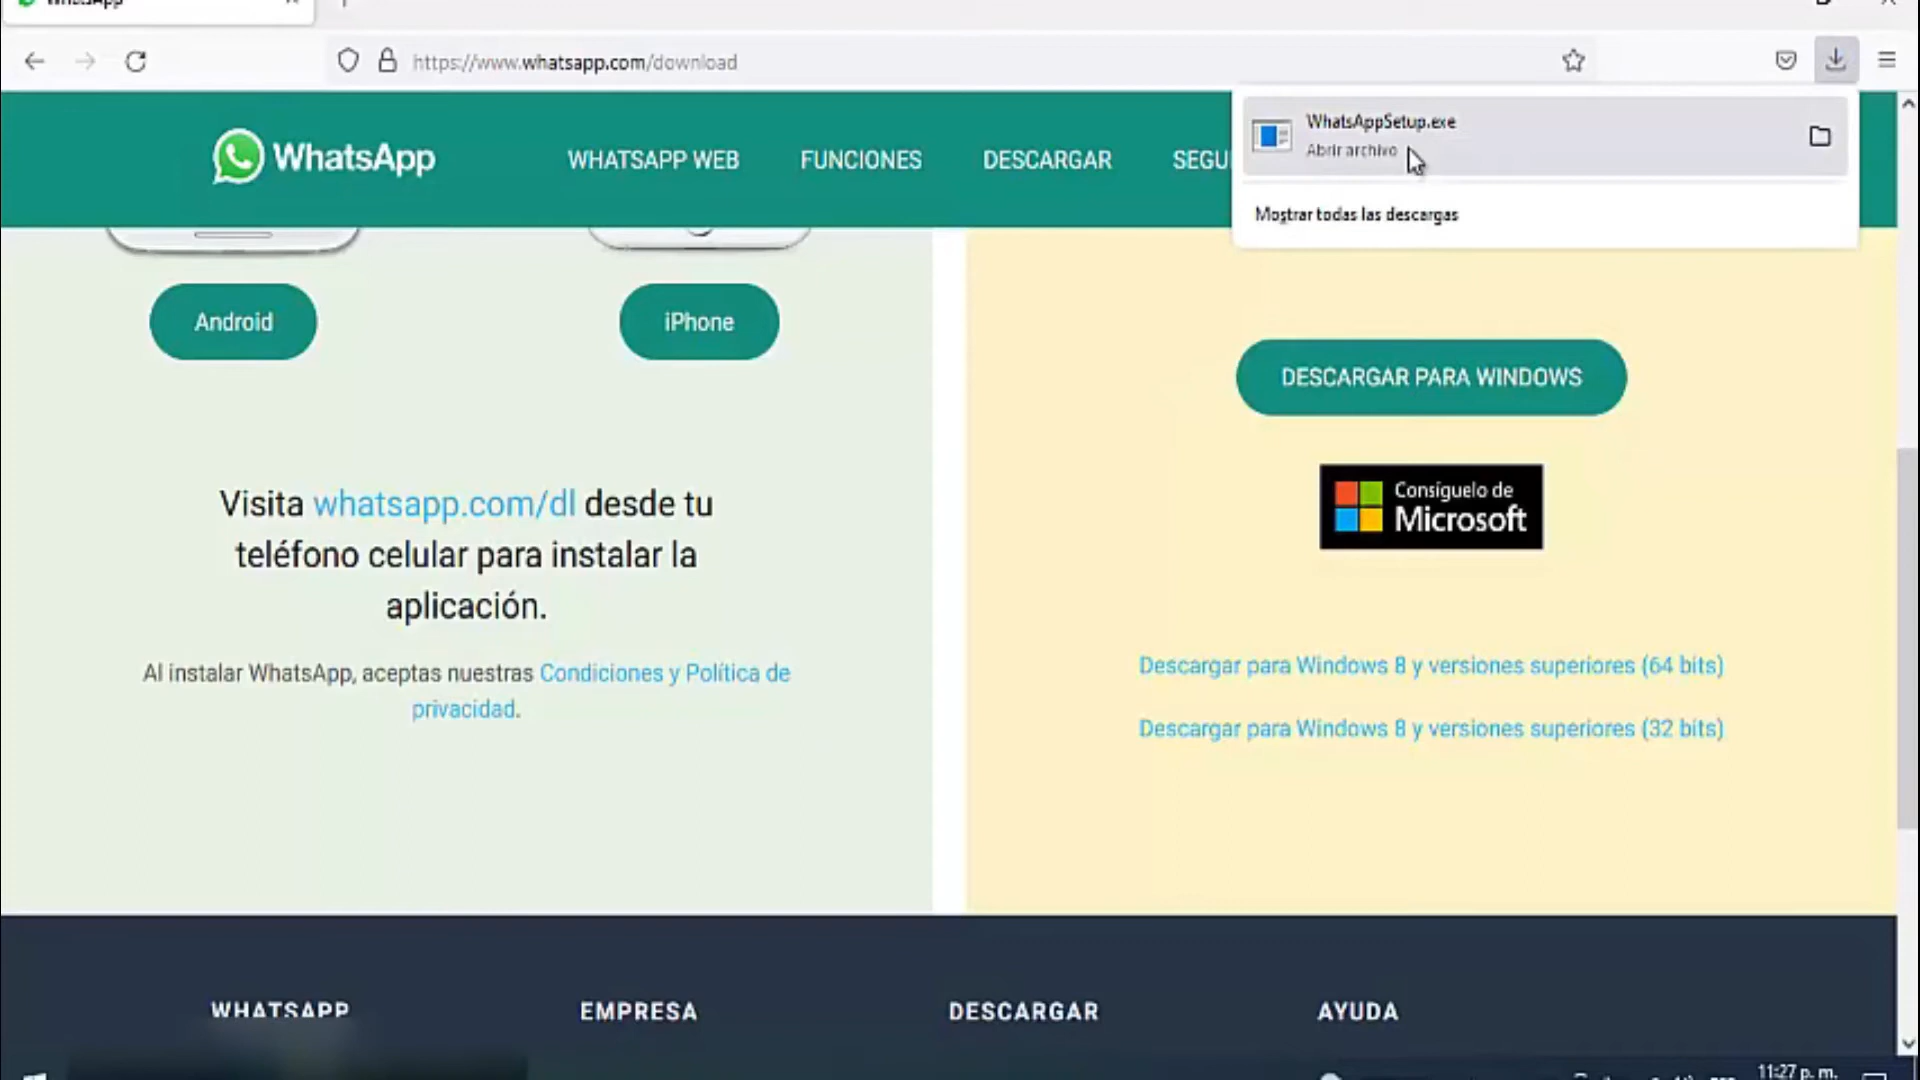 WhatsApp
https://www.whatsapp.com/download
WhatsAppSetup.exe
Abrir archivo
Mostrar todas las descargas
WhatsApp
WHATSAPP WEB
FUNCIONES
DESCARGAR
SEGU
Android
iPhone
DESCARGAR PARA WINDOWS
Consíguelo de
Microsoft
Visita whatsapp.com/dl desde tu
teléfono celular para instalar la
aplicación.
Al instalar WhatsApp, aceptas nuestras Condiciones y Política de
privacidad.
Descargar para Windows 8 y versiones superiores (64 bits)
Descargar para Windows 8 y versiones superiores (32 bits)
WHATSAPP
EMPRESA
DESCARGAR
AYUDA
11:27 p. m.